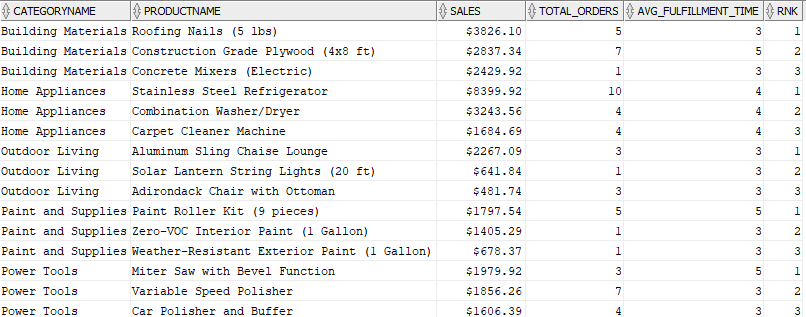 CATEGORYNAME PRODUCTNAME SALES TOTAL_ORDERS AVG_FULFILLMENT_TIME RNK
Building Materials Roofing Nails (5 lbs) $3826.10 5 3 1
Building Materials Construction Grade Plywood (4x8 ft) $2837.34 7 5 2
Building Materials Concrete Mixers (Electric) $2429.92 1 3 3
Home Appliances Stainless Steel Refrigerator $8399.92 10 4 1
Home Appliances Combination Washer/Dryer $3243.56 4 4 2
Home Appliances Carpet Cleaner Machine $1684.69 4 4 3
Outdoor Living Aluminum Sling Chaise Lounge $2267.09 3 3 1
Outdoor Living Solar Lantern String Lights (20 ft) $641.84 1 3 2
Outdoor Living Adirondack Chair with Ottoman $481.74 3 3 3
Paint and Supplies Paint Roller Kit (9 pieces) $1797.54 5 5 1
Paint and Supplies Zero-VOC Interior Paint (1 Gallon) $1405.29 1 3 2
Paint and Supplies Weather-Resistant Exterior Paint (1 Gallon) $678.37 1 3 3
Power Tools Miter Saw with Bevel Function $1979.92 3 5 1
Power Tools Variable Speed Polisher $1856.26 7 3 2
Power Tools Car Polisher and Buffer $1606.39 4 3 3